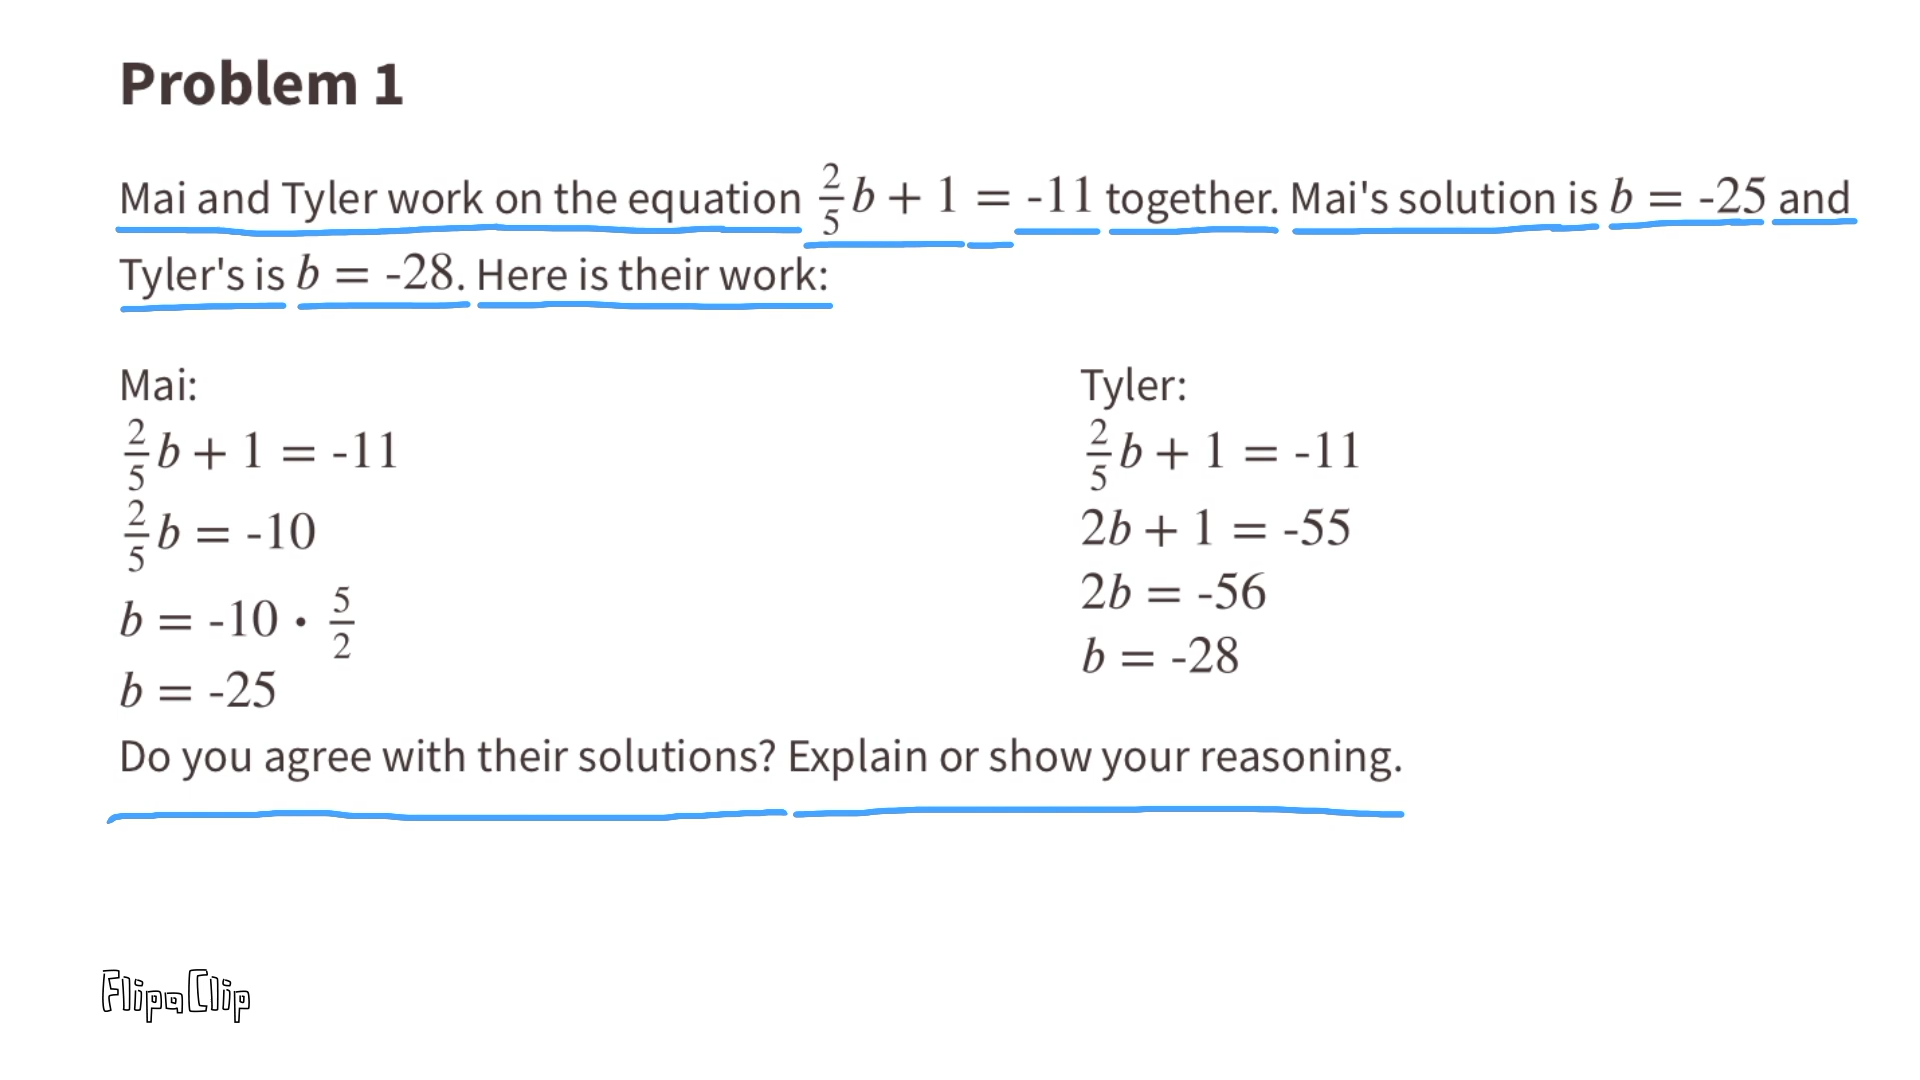 Problem 1
Mai and Tyler work on the equation 2/5 b + 1 = -11 together. Mai's solution is b = -25 and
Tyler's is b = -28. Here is their work:
Mai:
2/5 b + 1 = -11
2/5 b = -10
b = -10 · 5/2
b = -25
Tyler:
2/5 b + 1 = -11
2b + 1 = -55
2b = -56
b = -28
Do you agree with their solutions? Explain or show your reasoning.
FlipaClip